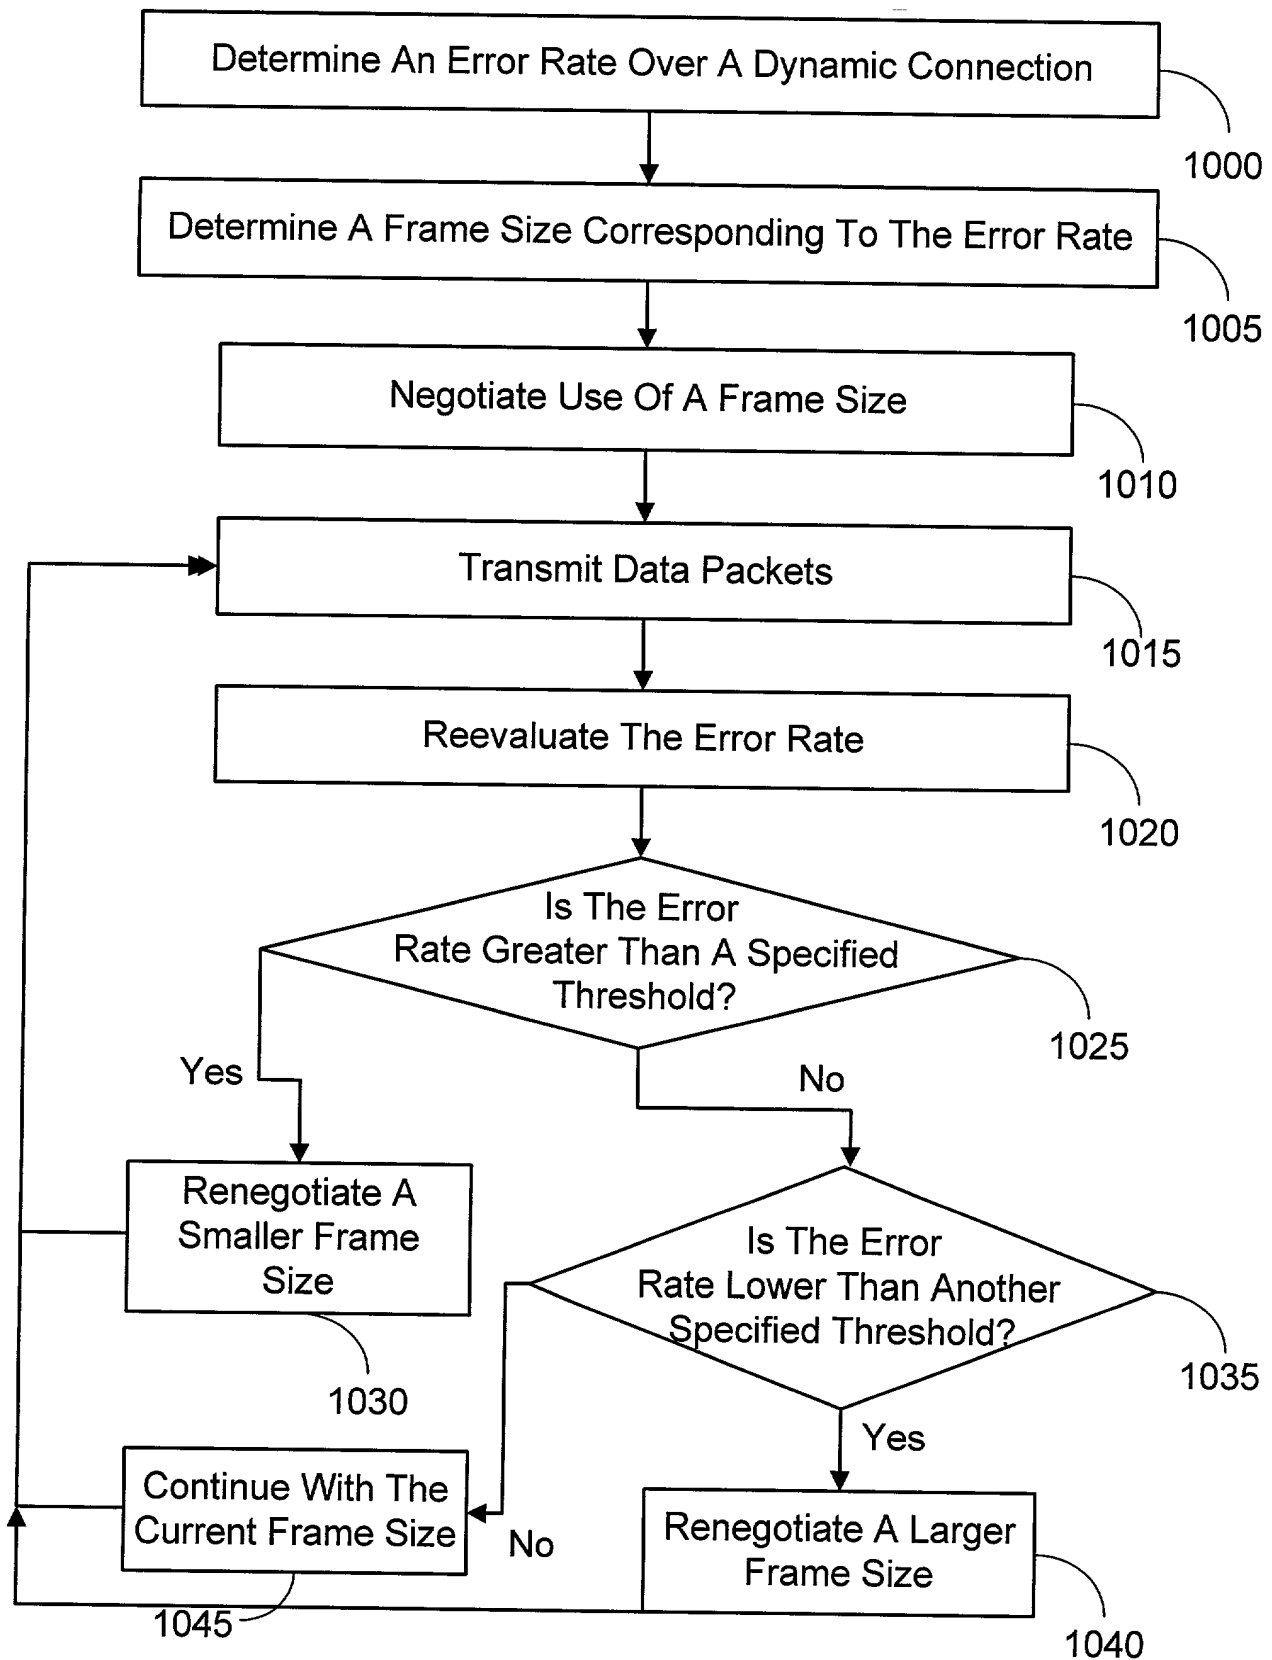 Determine An Error Rate Over A Dynamic Connection
1000
Determine A Frame Size Corresponding To The Error Rate
1005
Negotiate Use Of A Frame Size
1010
Transmit Data Packets
1015
Reevaluate The Error Rate
1020
Is The Error
Rate Greater Than A Specified
Threshold?
1025
Yes
No
Renegotiate A
Smaller Frame
Size
1030
Is The Error
Rate Lower Than Another
Specified Threshold?
1035
Yes
Continue With The
Current Frame Size
1045
No
Renegotiate A Larger
Frame Size
1040